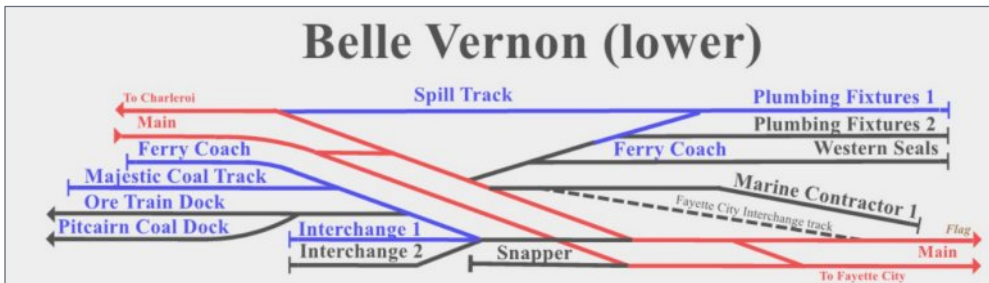 Belle Vernon (lower)
To Charleroi
Spill Track
Plumbing Fixtures 1
Main
Plumbing Fixtures 2
Ferry Coach
Ferry Coach
Western Seals
Majestic Coal Track
Marine Contractor 1
Ore Train Dock
Fayette City Interchange track
Pitcairn Coal Dock
Interchange 1
Flag
Interchange 2
Snapper
Main
To Fayette City